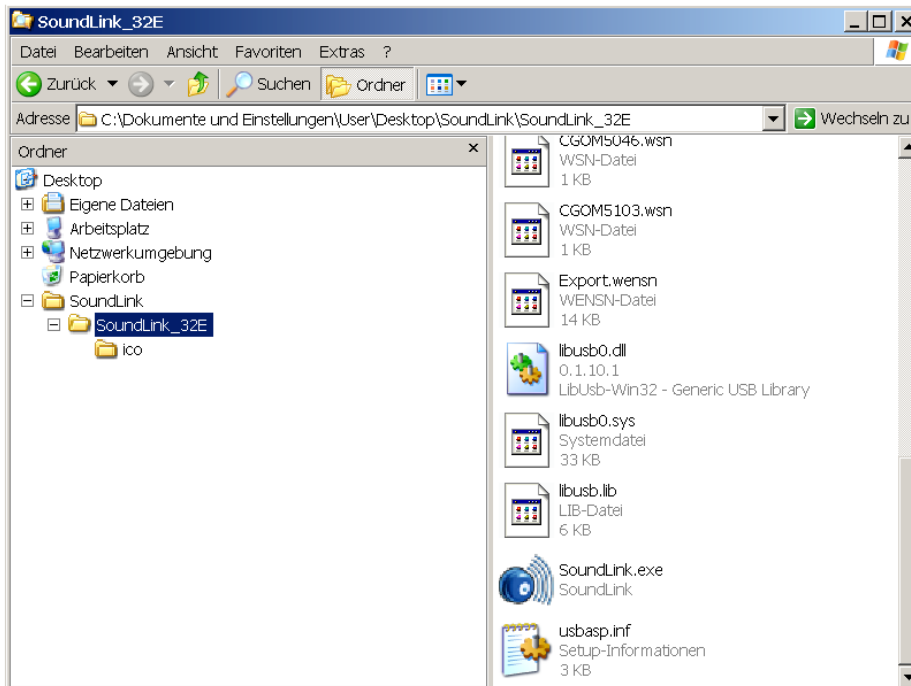 SoundLink_32E
Datei Bearbeiten Ansicht Favoriten Extras ?
Zurück Suchen Ordner
Adresse C:\Dokumente und Einstellungen\User\Desktop\SoundLink\SoundLink_32E Wechseln zu
Ordner
Desktop
Eigene Dateien
Arbeitsplatz
Netzwerkumgebung
Papierkorb
SoundLink
SoundLink_32E
ico
CGOM5046.wsn
WSN-Datei
1 KB
CGOM5103.wsn
WSN-Datei
1 KB
Export.wensn
WENSN-Datei
14 KB
libusb0.dll
0.1.10.1
LibUsb-Win32 - Generic USB Library
libusb0.sys
Systemdatei
33 KB
libusb.lib
LIB-Datei
6 KB
SoundLink.exe
SoundLink
usbasp.inf
Setup-Informationen
3 KB